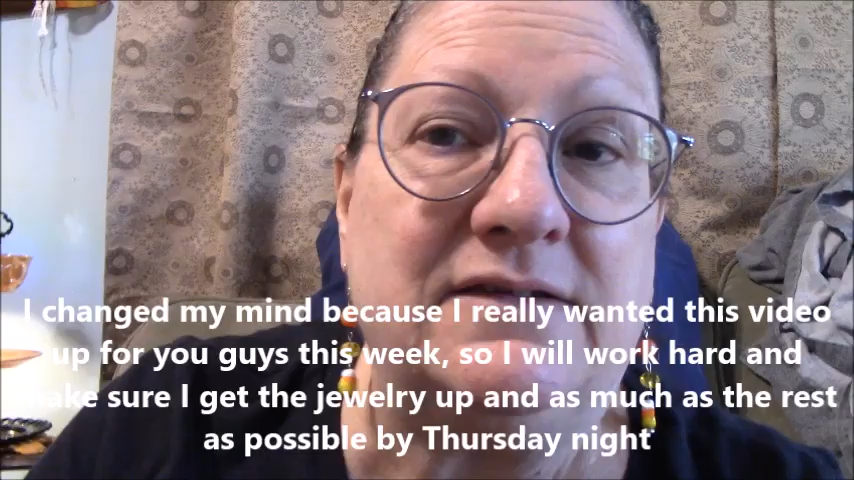 I changed my mind because I really wanted this video
up for you guys this week, so I will work hard and
make sure I get the jewelry up and as much as the rest
as possible by Thursday night